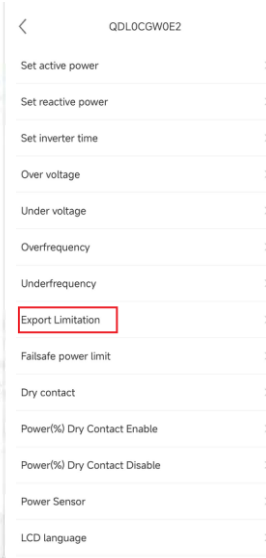 QDL0CGW0E2
Set active power
Set reactive power
Set inverter time
Over voltage
Under voltage
Overfrequency
Underfrequency
Export Limitation
Failsafe power limit
Dry contact
Power(%) Dry Contact Enable
Power(%) Dry Contact Disable
Power Sensor
LCD language